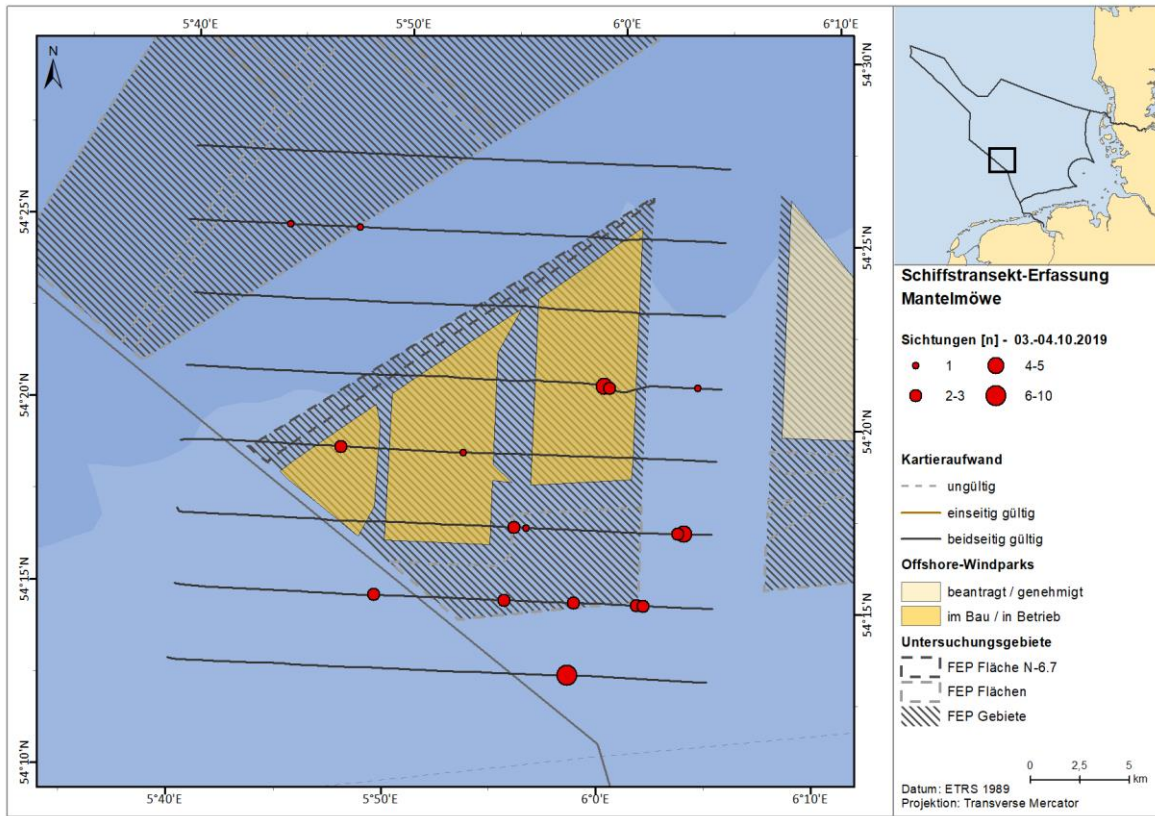 5°40'E 5°50'E 6°0'E 6°10'E
N
54°30'N
54°25'N
54°25'N
54°20'N
54°20'N
54°15'N
54°15'N
54°10'N
5°40'E 5°50'E 6°0'E 6°10'E
Schiffstransekt-Erfassung
Mantelmöwe
Sichtungen [n] - 03.-04.10.2019
1 4-5
2-3 6-10
Kartieraufwand
ungültig
einseitig gültig
beidseitig gültig
Offshore-Windparks
beantragt / genehmigt
im Bau / in Betrieb
Untersuchungsgebiete
FEP Fläche N-6.7
FEP Flächen
FEP Gebiete
0 2,5 5
km
Datum: ETRS 1989
Projektion: Transverse Mercator